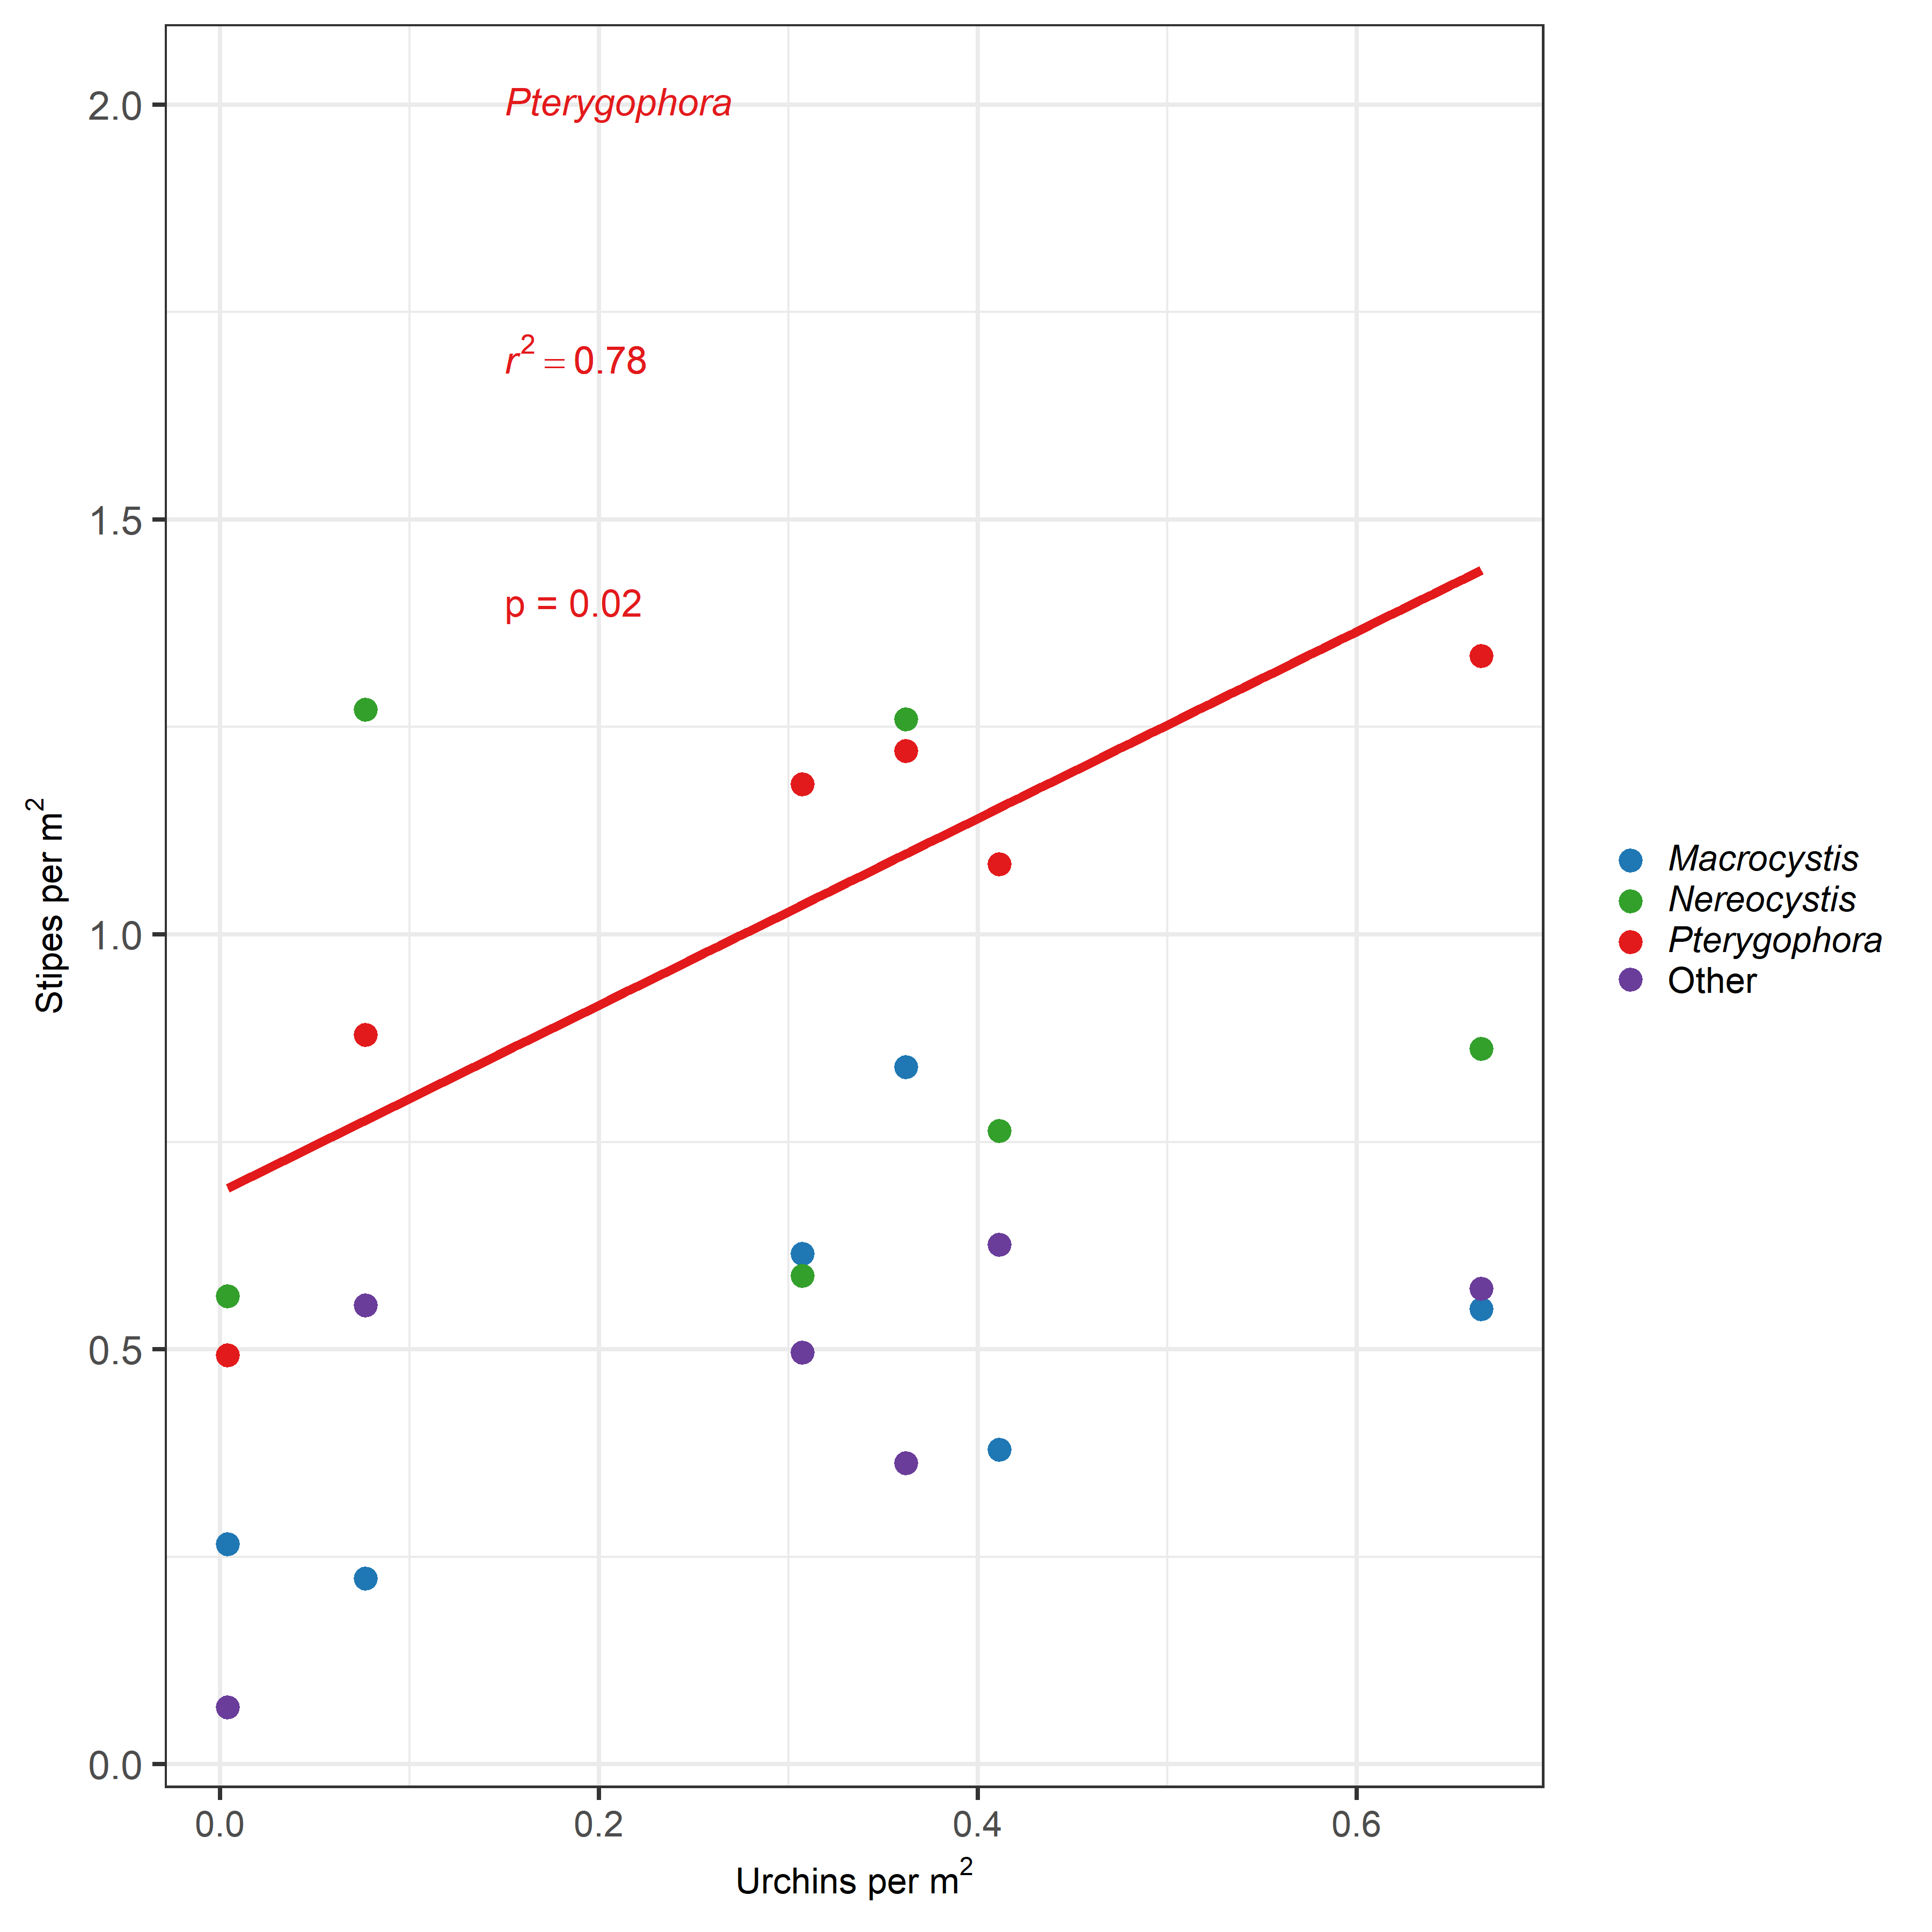 Pterygophora
r² = 0.78
p = 0.02
2.0
1.5
1.0
0.5
0.0
Stipes per m²
0.0 0.2 0.4 0.6
Urchins per m²
Macrocystis
Nereocystis
Pterygophora
Other